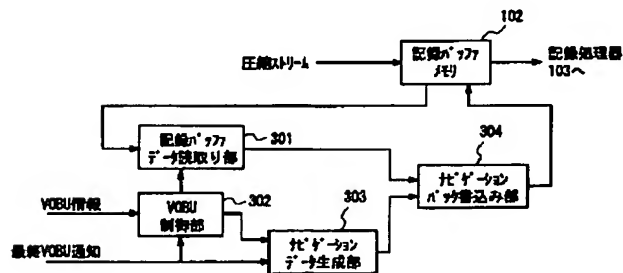 102
圧縮ストリーム
記録バッファ
メモリ
記録処理器
103へ
記録バッファ
データ読取り部
301
304
ナビゲーション
パック書込み部
VOBU情報
VOBU
制御部
302
303
最終VOBU通知
ナビゲーション
データ生成部